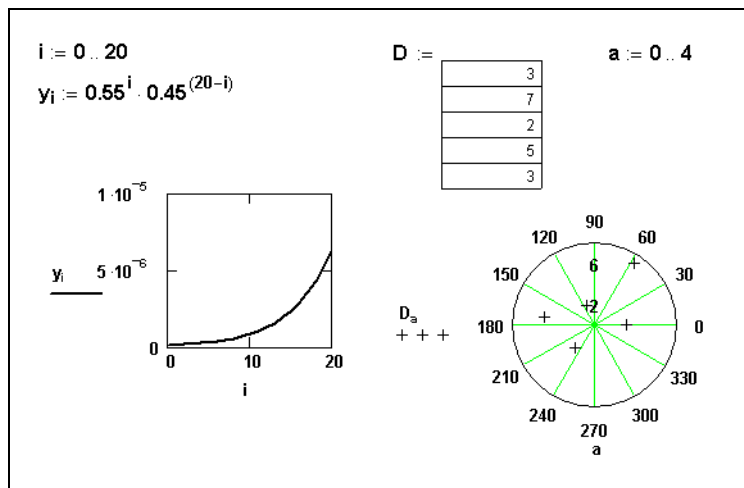 i := 0 .. 20
D :=
a := 0 .. 4
yᵢ := 0.55ⁱ · 0.45⁽²⁰⁻ⁱ⁾
3
7
2
5
3
1·10⁻⁵
yᵢ
5·10⁻⁶
0
0
10
20
i
90
120
60
150
6
30
Dₐ
+ + +
2
180
0
210
330
240
300
270
a